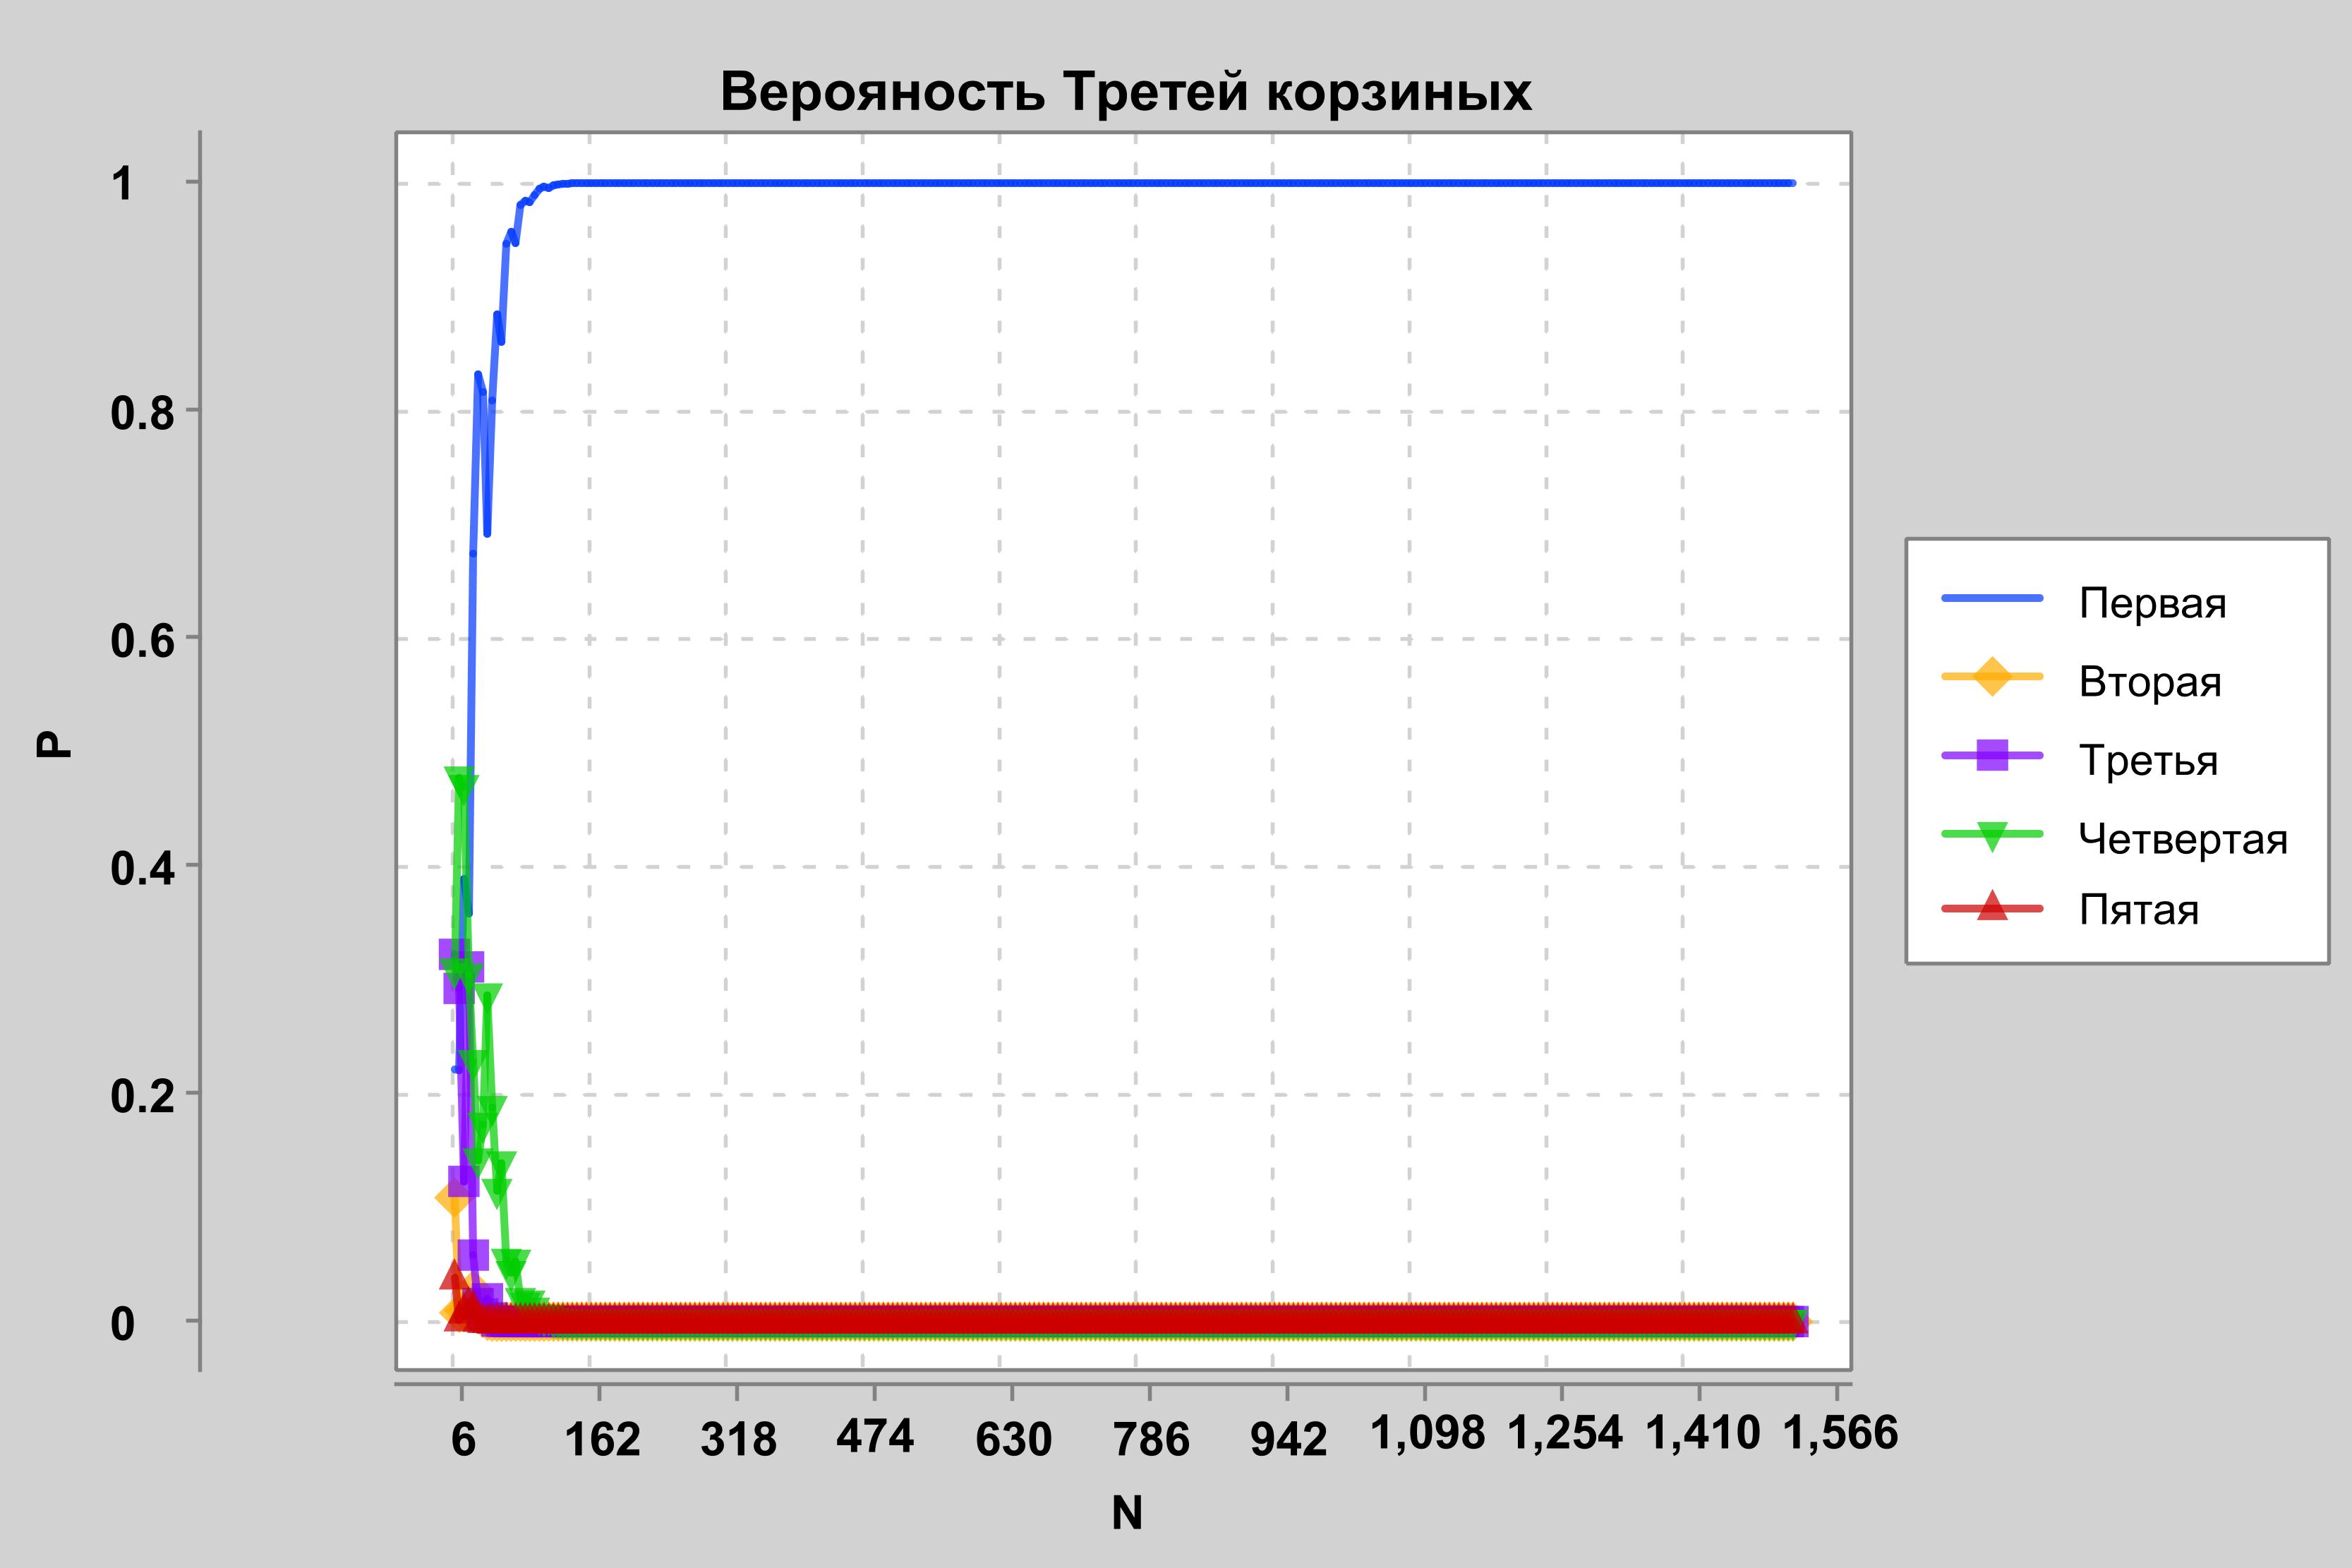 Верояность Третей корзиных
1
0.8
0.6
0.4
0.2
0
P
6 162 318 474 630 786 942 1,098 1,254 1,410 1,566
N
Первая
Вторая
Третья
Четвертая
Пятая